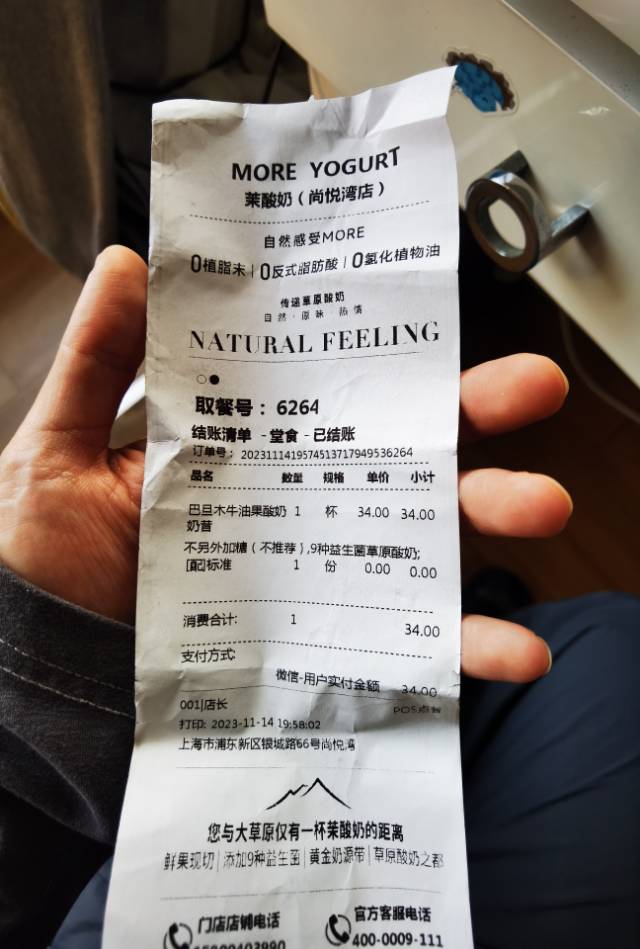 MORE YOGURT
茉酸奶（尚悦湾店）
自然感受MORE
0植脂末｜0反式脂肪酸｜0氢化植物油
传递草原酸奶
自然·原味 热情
NATURAL FEELING
取餐号：6264
结账清单 -堂食 -已结账
订单号：2023111419574513717949536264
品名 数量 规格 单价 小计
巴旦木牛油果酸奶 1 杯 34.00 34.00
奶昔
不另外加糖（不推荐）,9种益生菌草原酸奶;
[配]标准 1 份 0.00 0.00
消费合计: 1 34.00
支付方式:
微信-用户实付金额 34.00
001|店长 POS点餐
打印: 2023-11-14 19:58:02
上海市浦东新区银城路66号尚悦湾
您与大草原仅有一杯茉酸奶的距离
鲜果现切｜添加9种益生菌｜黄金奶源带｜草原酸奶之都
门店店铺电话 官方客服电话
400-0009-111